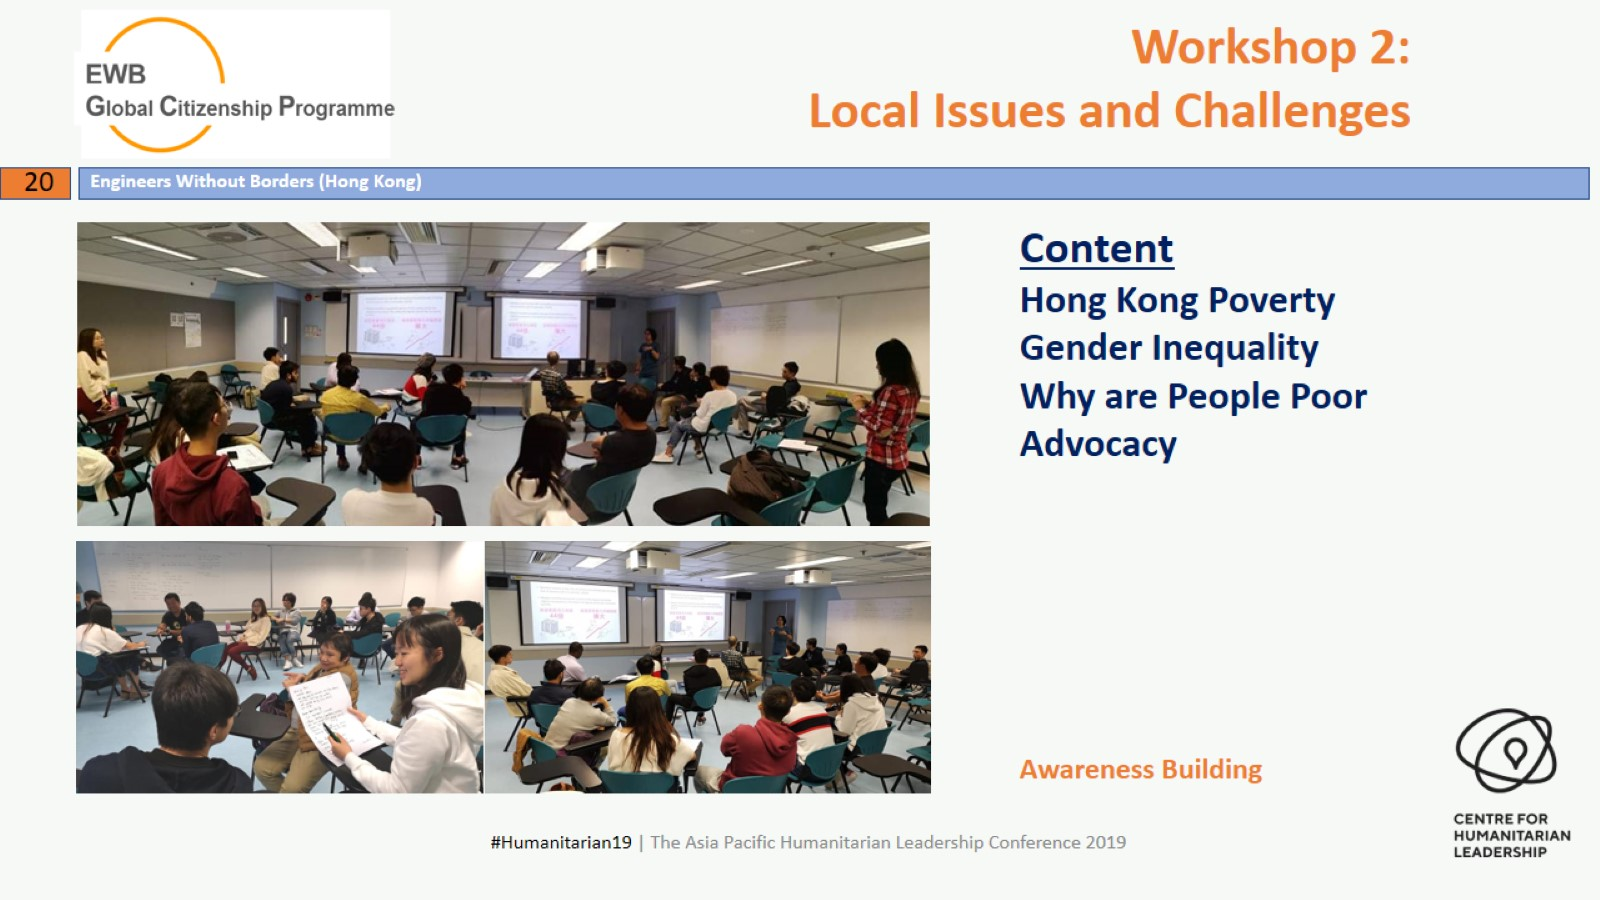 EWB
Global Citizenship Programme
Workshop 2:
Local Issues and Challenges
20
Engineers Without Borders (Hong Kong)
Content
Hong Kong Poverty
Gender Inequality
Why are People Poor
Advocacy
Awareness Building
CENTRE FOR
HUMANITARIAN
LEADERSHIP
#Humanitarian19 | The Asia Pacific Humanitarian Leadership Conference 2019